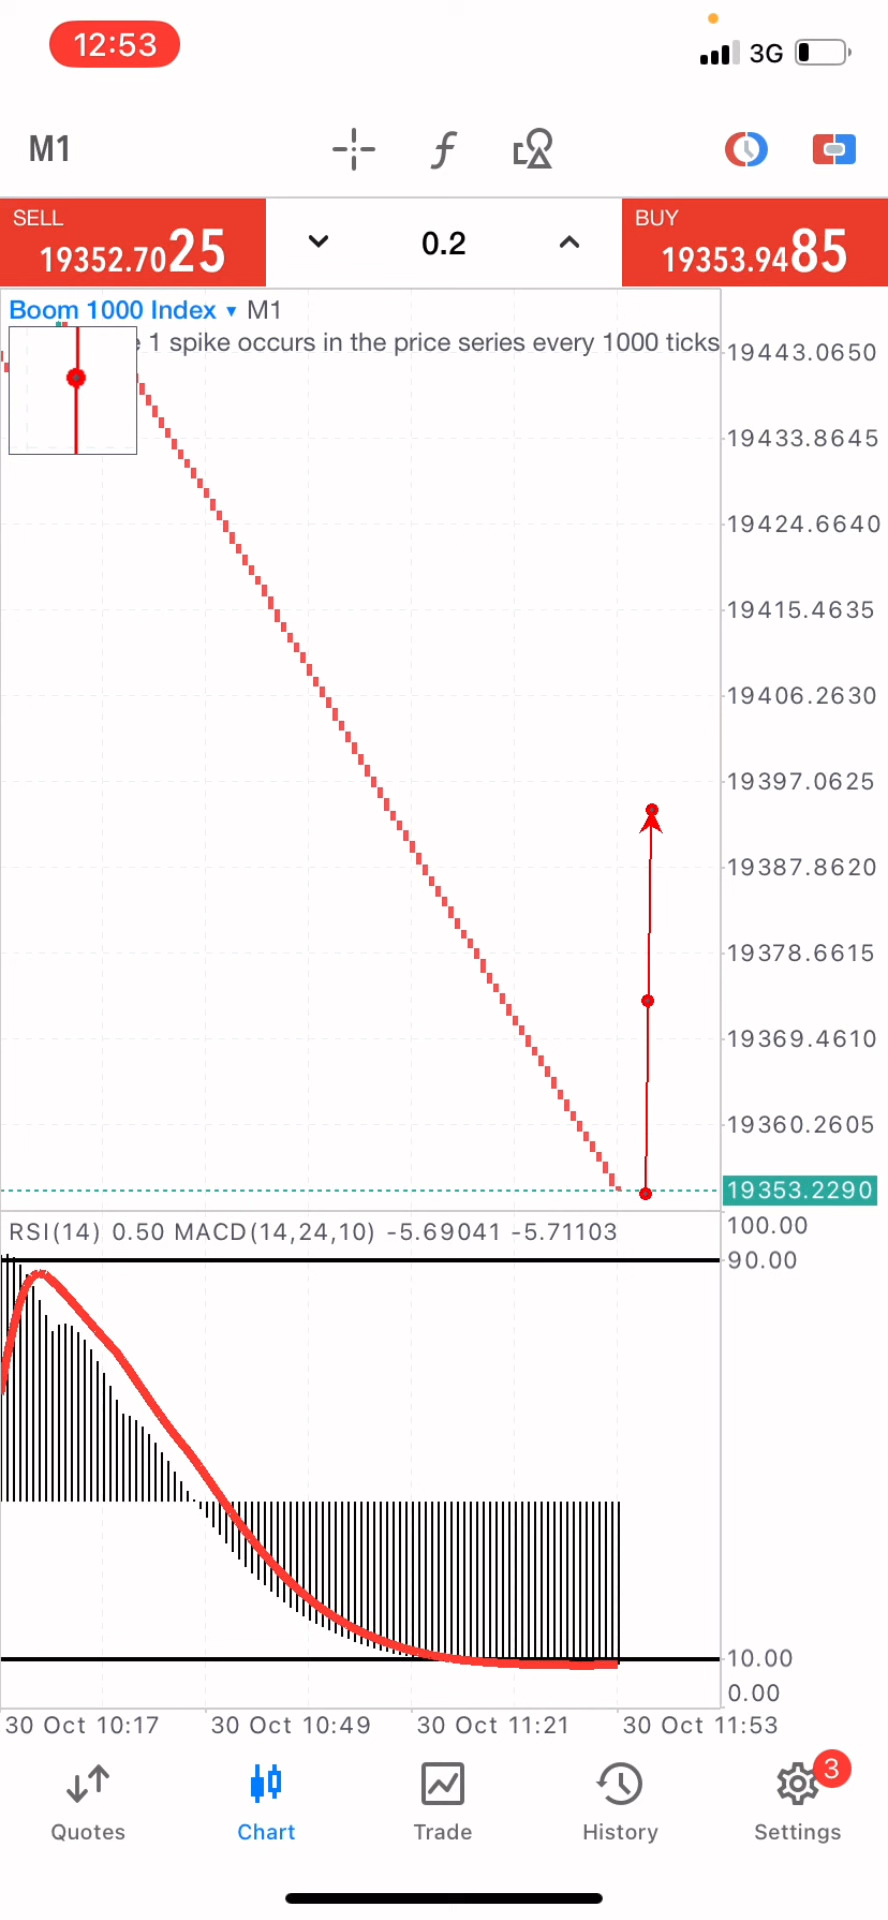 12:53
3G
M1
SELL
19352.7025
0.2
BUY
19353.9485
Boom 1000 Index ▾ M1
1 spike occurs in the price series every 1000 ticks
19443.0650
19433.8645
19424.6640
19415.4635
19406.2630
19397.0625
19387.8620
19378.6615
19369.4610
19360.2605
19353.2290
RSI(14) 0.50 MACD(14,24,10) -5.69041 -5.71103
100.00
90.00
10.00
0.00
30 Oct 10:17 30 Oct 10:49 30 Oct 11:21 30 Oct 11:53
3
Quotes Chart Trade History Settings